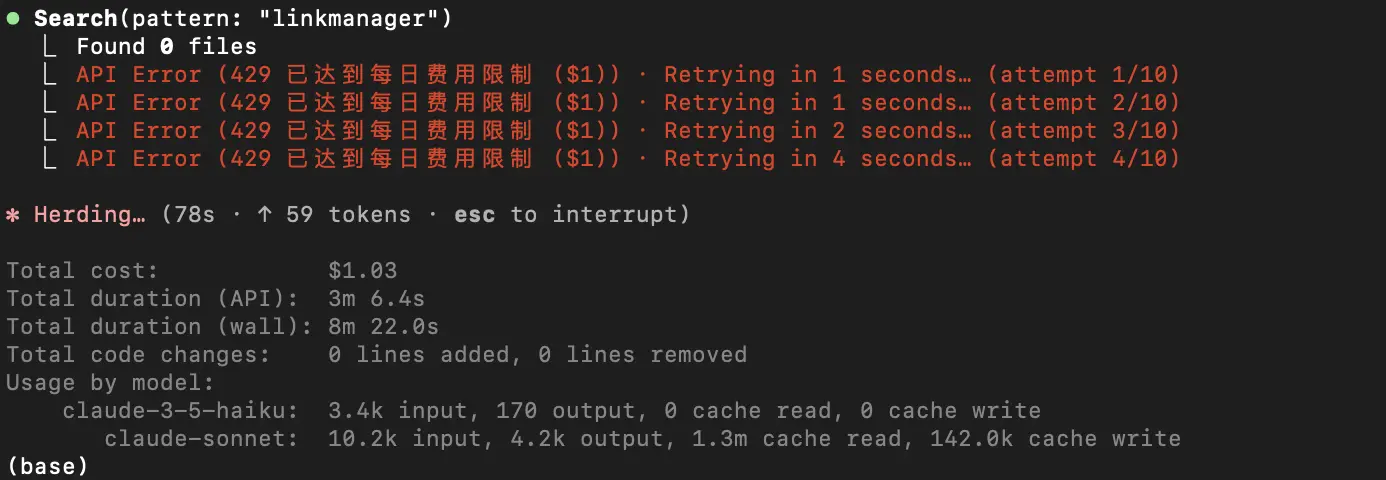 ● Search(pattern: "linkmanager")
⎿ Found 0 files
⎿ API Error (429 已达到每日费用限制 ($1)) · Retrying in 1 seconds… (attempt 1/10)
⎿ API Error (429 已达到每日费用限制 ($1)) · Retrying in 1 seconds… (attempt 2/10)
⎿ API Error (429 已达到每日费用限制 ($1)) · Retrying in 2 seconds… (attempt 3/10)
⎿ API Error (429 已达到每日费用限制 ($1)) · Retrying in 4 seconds… (attempt 4/10)
✻ Herding… (78s · ↑ 59 tokens · esc to interrupt)
Total cost: $1.03
Total duration (API): 3m 6.4s
Total duration (wall): 8m 22.0s
Total code changes: 0 lines added, 0 lines removed
Usage by model:
claude-3-5-haiku: 3.4k input, 170 output, 0 cache read, 0 cache write
claude-sonnet: 10.2k input, 4.2k output, 1.3m cache read, 142.0k cache write
(base)